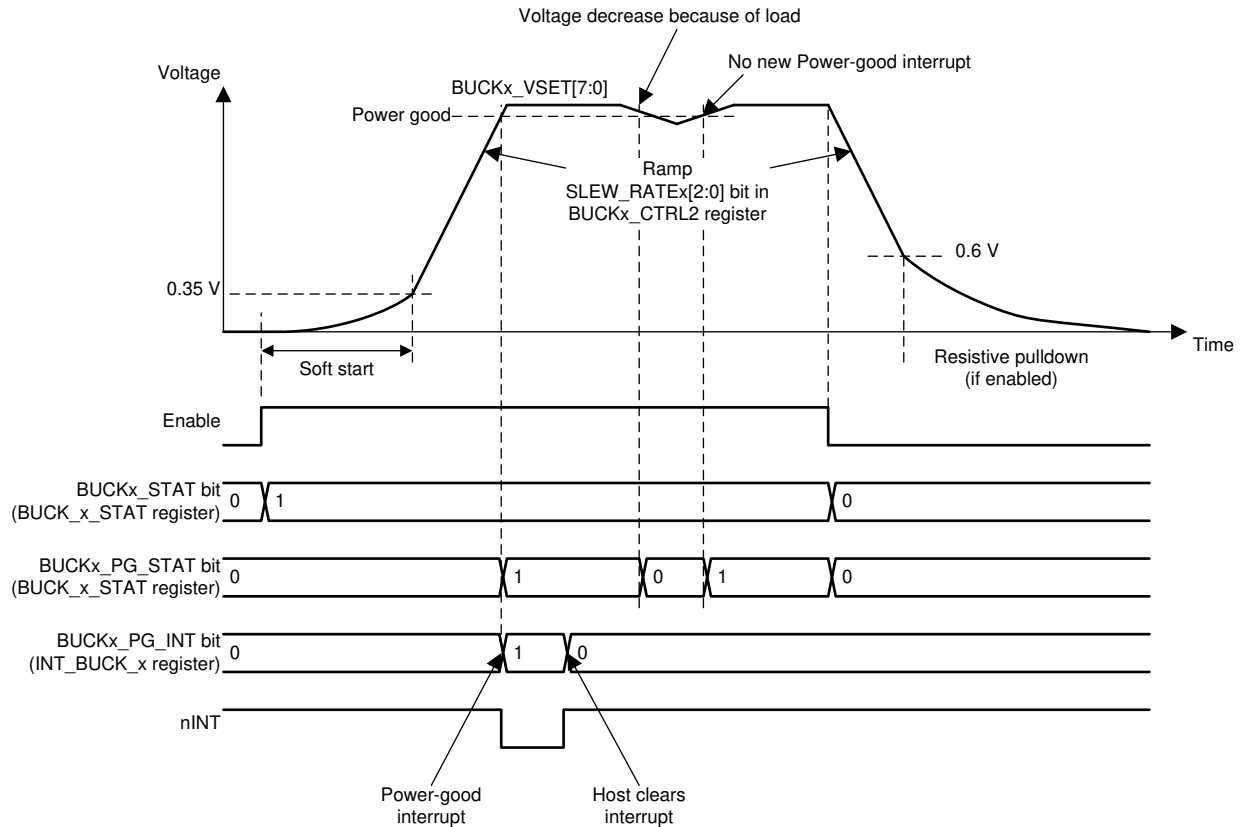 Voltage decrease because of load
No new Power-good interrupt
Voltage
BUCKx_VSET[7:0]
Power good
Ramp
SLEW_RATEx[2:0] bit in
BUCKx_CTRL2 register
0.6 V
0.35 V
Time
Soft start
Resistive pulldown
(if enabled)
Enable
BUCKx_STAT bit
(BUCK_x_STAT register)
0 1 0
BUCKx_PG_STAT bit
(BUCK_x_STAT register)
0 1 0 1 0
BUCKx_PG_INT bit
(INT_BUCK_x register)
0 1 0
nINT
Power-good
interrupt
Host clears
interrupt